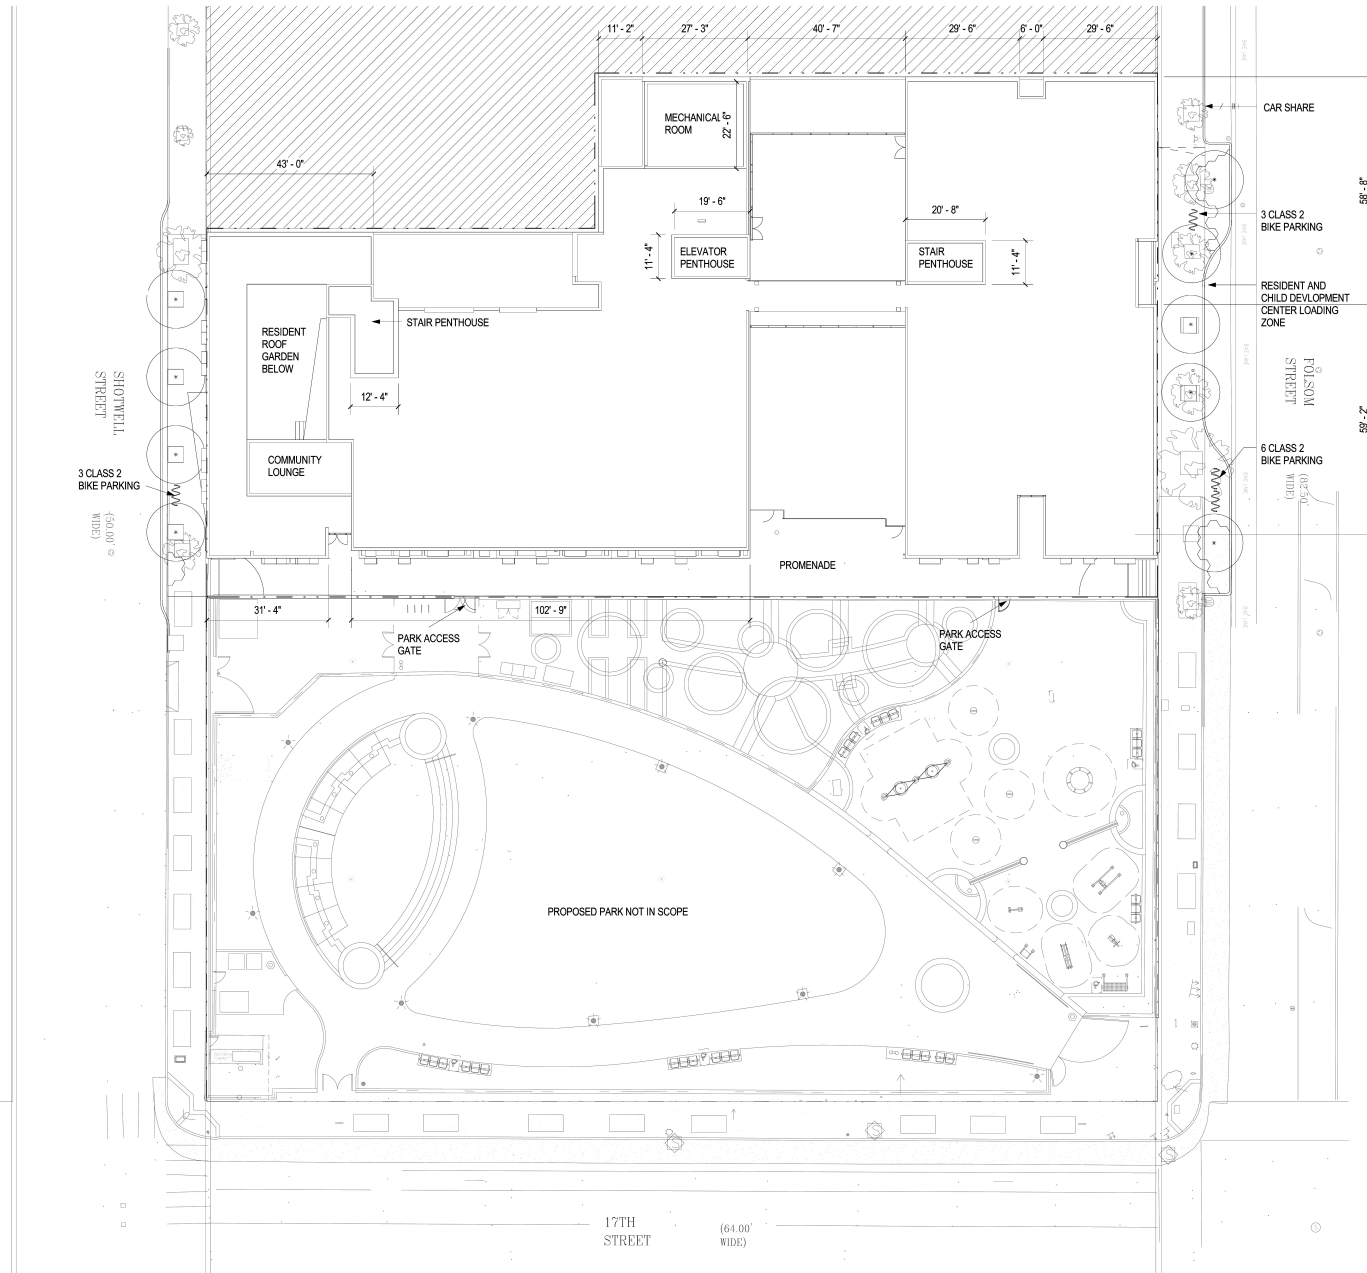 11' - 2"
27' - 3"
40' - 7"
29' - 6"
6' - 0"
29' - 6"
MECHANICAL
ROOM
22' - 6"
CAR SHARE
43' - 0"
58' - 8"
19' - 6"
20' - 8"
3 CLASS 2
BIKE PARKING
11' - 4"
ELEVATOR
PENTHOUSE
STAIR
PENTHOUSE
11' - 4"
RESIDENT AND
CHILD DEVLOPMENT
CENTER LOADING
ZONE
STAIR PENTHOUSE
RESIDENT
ROOF
GARDEN
BELOW
12' - 4"
SHOTWELL
STREET
FOLSOM
STREET
59' - 2"
COMMUNITY
LOUNGE
3 CLASS 2
BIKE PARKING
6 CLASS 2
BIKE PARKING
(50.00'
WIDE)
(82.50'
WIDE)
PROMENADE
31' - 4"
102' - 9"
PARK ACCESS
GATE
PARK ACCESS
GATE
PROPOSED PARK NOT IN SCOPE
17TH
STREET
(64.00'
WIDE)